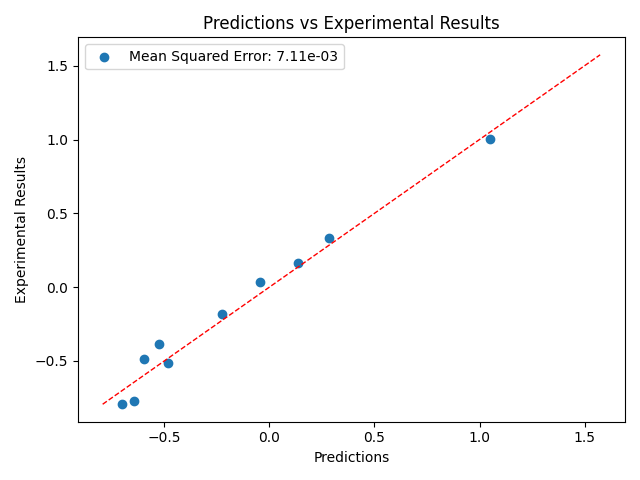 Predictions vs Experimental Results
Mean Squared Error: 7.11e-03
Experimental Results
1.5
1.0
0.5
0.0
−0.5
−0.5
0.0
0.5
1.0
1.5
Predictions